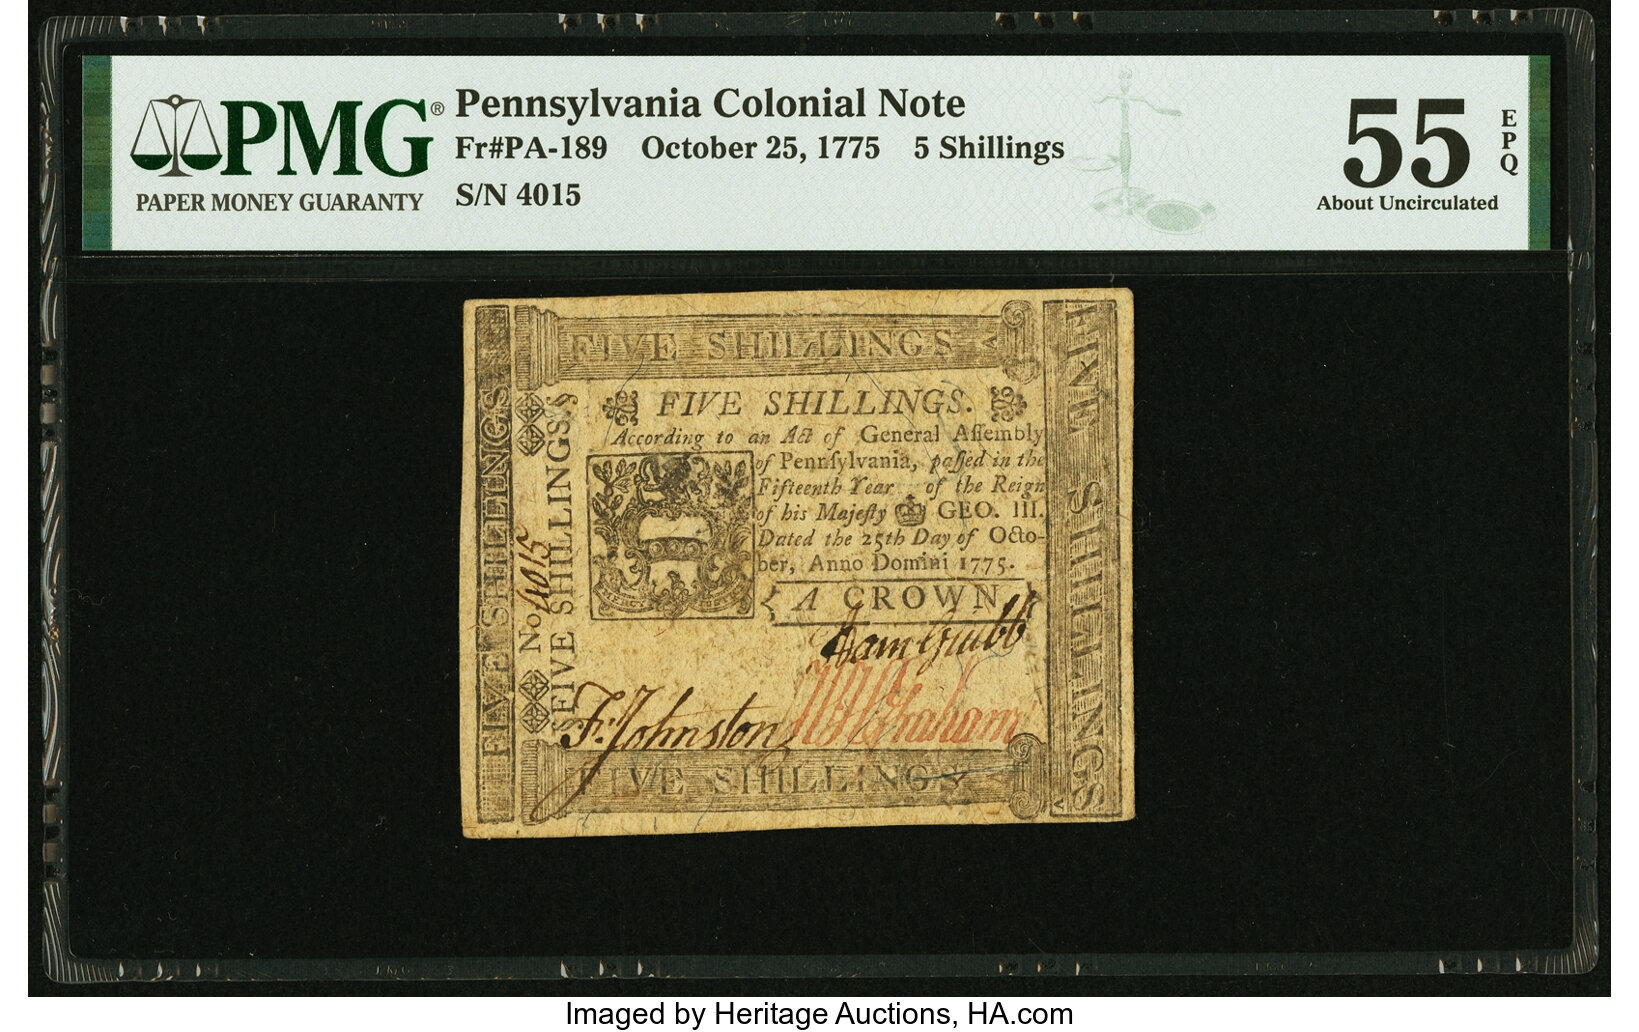 PMG®
PAPER MONEY GUARANTY
Pennsylvania Colonial Note
Fr#PA-189 October 25, 1775 5 Shillings
S/N 4015
55
EPQ
About Uncirculated
FIVE SHILLINGS
FIVE SHILLINGS
No 4015
FIVE SHILLINGS
FIVE SHILLINGS
FIVE SHILLINGS.
According to an Act of General Aſſembly
of Pennſylvania, paſſed in the
Fifteenth Year of the Reign
of his Majeſty GEO. III.
Dated the 25th Day of Octo-
ber, Anno Domini 1775.
A CROWN.
Fr. Johnston
Graham
FIVE SHILLINGS
FIVE SHILLINGS
Imaged by Heritage Auctions, HA.com